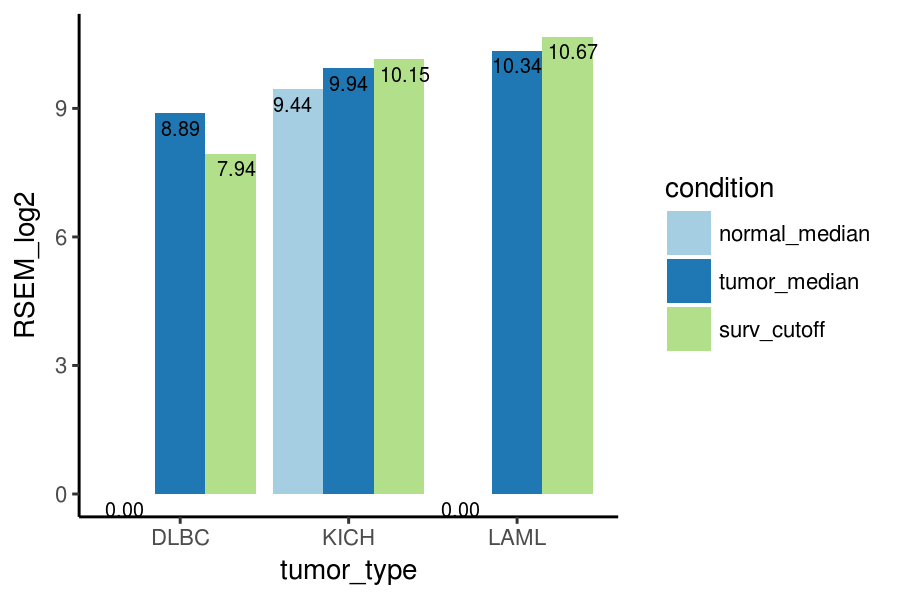 RSEM_log2
9
6
3
0
0.00
8.89
7.94
9.44
9.94
10.15
0.00
10.34
10.67
DLBC
KICH
LAML
tumor_type
condition
normal_median
tumor_median
surv_cutoff